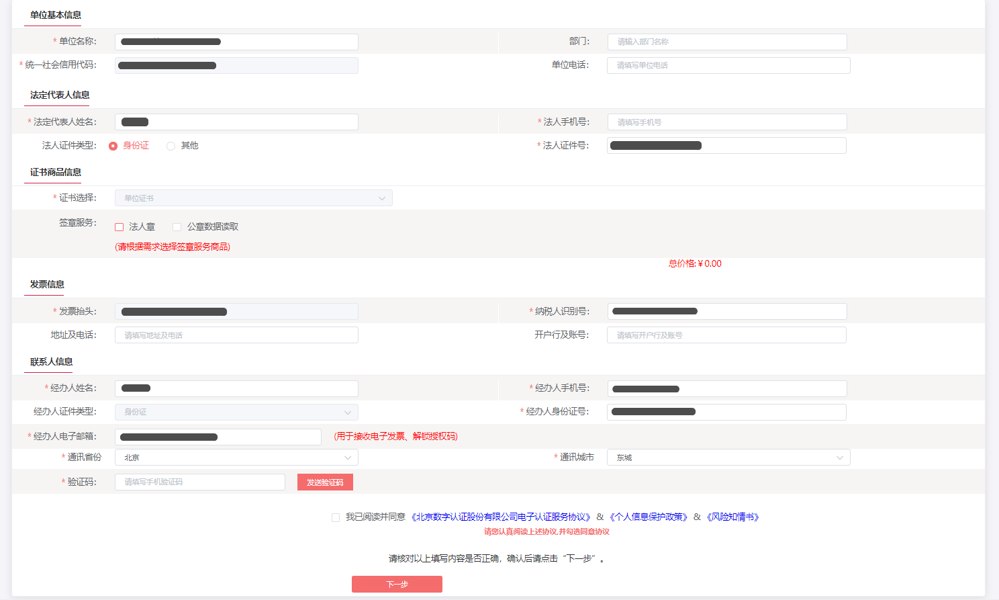 单位基本信息
* 单位名称: 部门: 请输入部门名称
* 统一社会信用代码: 单位电话: 请填写单位电话
法定代表人信息
* 法定代表人姓名: * 法人手机号: 请填写手机号
法人证件类型: 身份证 其他 * 法人证件号:
证书商品信息
* 证书选择: 单位证书
签章服务: 法人章 公章数据读取
(请根据需求选择签章服务商品)
总价格:￥0.00
发票信息
* 发票抬头: * 纳税人识别号:
地址及电话: 请填写地址及电话 开户行及账号: 请填写开户行及账号
联系人信息
* 经办人姓名: * 经办人手机号:
经办人证件类型: 身份证 * 经办人身份证号:
* 经办人电子邮箱: (用于接收电子发票、解锁授权码)
* 通讯省份 北京 * 通讯城市 东城
* 验证码: 请填写手机验证码 发送验证码
我已阅读并同意 《北京数字认证股份有限公司电子认证服务协议》 & 《个人信息保护政策》 & 《风险知情书》
请您认真阅读上述协议,并勾选同意协议
请核对以上填写内容是否正确，确认后请点击“下一步”。
下一步